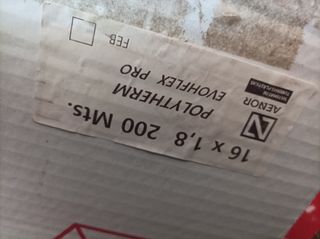 16 x 1,8 200 Mts.
N
AENOR
POLYTHERM
EVOHFLEX PRO
FEB